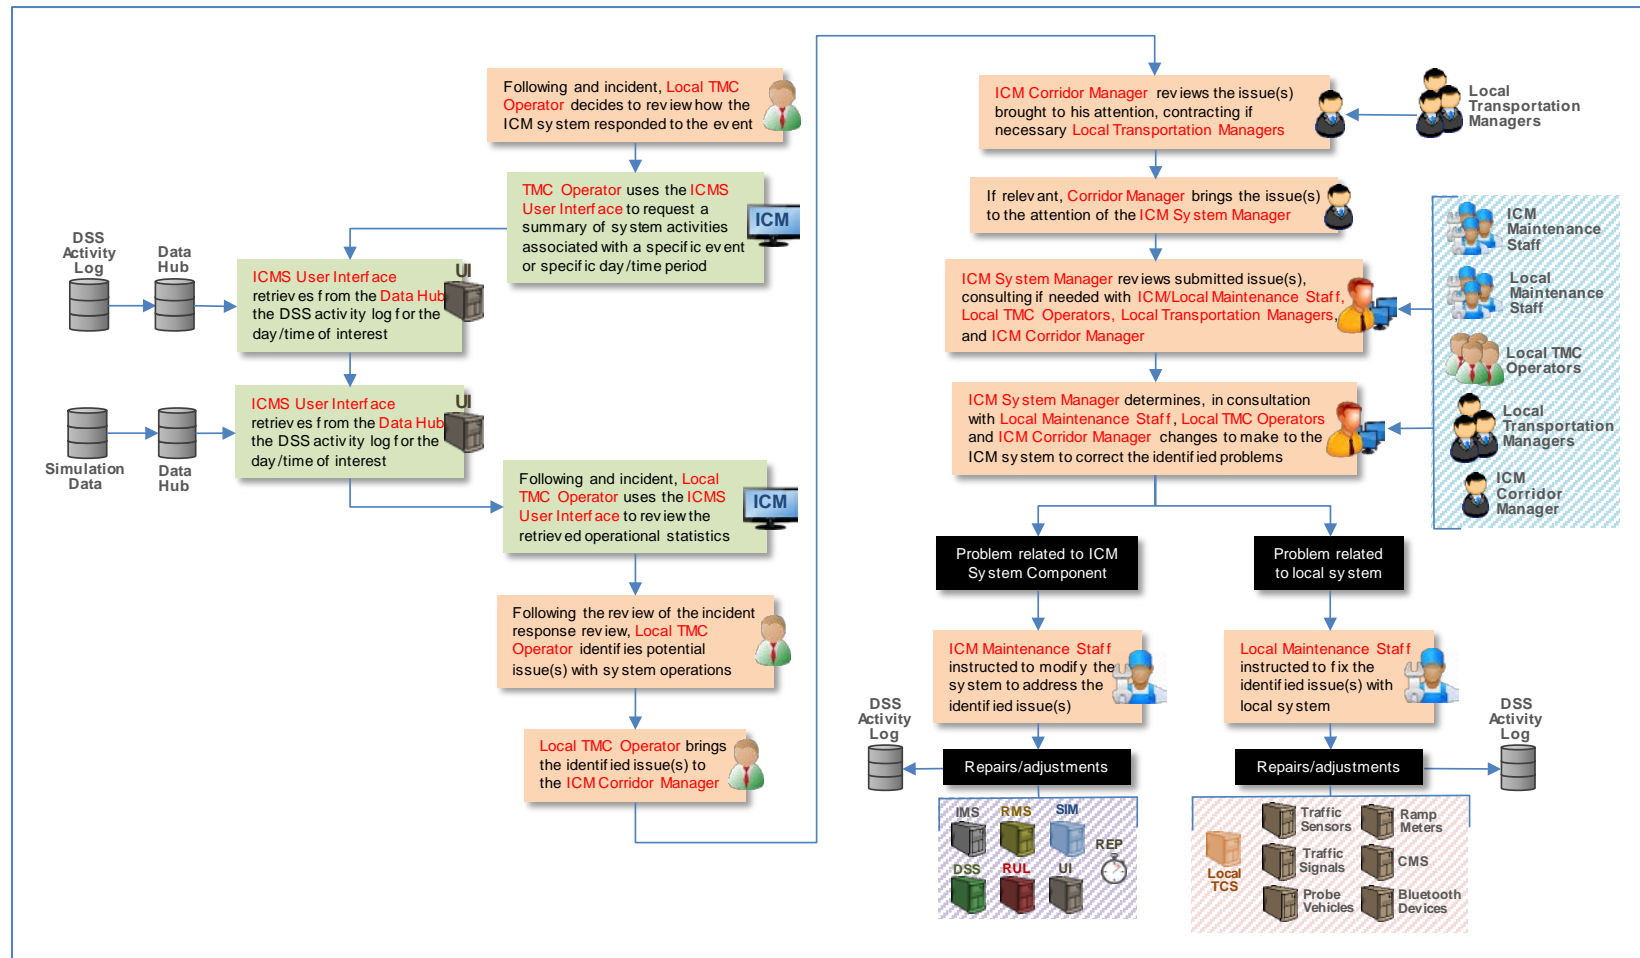 Following and incident, Local TMC
Operator decides to review how the
ICM system responded to the event
TMC Operator uses the ICMS
User Interface to request a
summary of system activities
associated with a specific event
or specific day/time period
ICM
DSS
Activity
Log
Data
Hub
ICMS User Interface
retrieves from the Data Hub
the DSS activity log for the
day/time of interest
UI
ICMS User Interface
retrieves from the Data Hub
the DSS activity log for the
day/time of interest
UI
Simulation
Data
Data
Hub
Following and incident, Local
TMC Operator uses the ICMS
User Interface to review the
retrieved operational statistics
ICM
Following the review of the incident
response review, Local TMC
Operator identifies potential
issue(s) with system operations
Local TMC Operator brings
the identified issue(s) to
the ICM Corridor Manager
ICM Corridor Manager reviews the issue(s)
brought to his attention, contracting if
necessary Local Transportation Managers
Local
Transportation
Managers
If relevant, Corridor Manager brings the issue(s)
to the attention of the ICM System Manager
ICM System Manager reviews submitted issue(s),
consulting if needed with ICM/Local Maintenance Staff,
Local TMC Operators, Local Transportation Managers,
and ICM Corridor Manager
ICM System Manager determines, in consultation
with Local Maintenance Staff, Local TMC Operators
and ICM Corridor Manager changes to make to the
ICM system to correct the identified problems
ICM
Maintenance
Staff
Local
Maintenance
Staff
Local TMC
Operators
Local
Transportation
Managers
ICM
Corridor
Manager
Problem related to ICM
System Component
Problem related
to local system
ICM Maintenance Staff
instructed to modify the
system to address the
identified issue(s)
Local Maintenance Staff
instructed to fix the
identified issue(s) with
local system
DSS
Activity
Log
Repairs/adjustments
Repairs/adjustments
DSS
Activity
Log
IMS
RMS
SIM
REP
DSS
RUL
UI
Local
TCS
Traffic
Sensors
Ramp
Meters
Traffic
Signals
CMS
Probe
Vehicles
Bluetooth
Devices